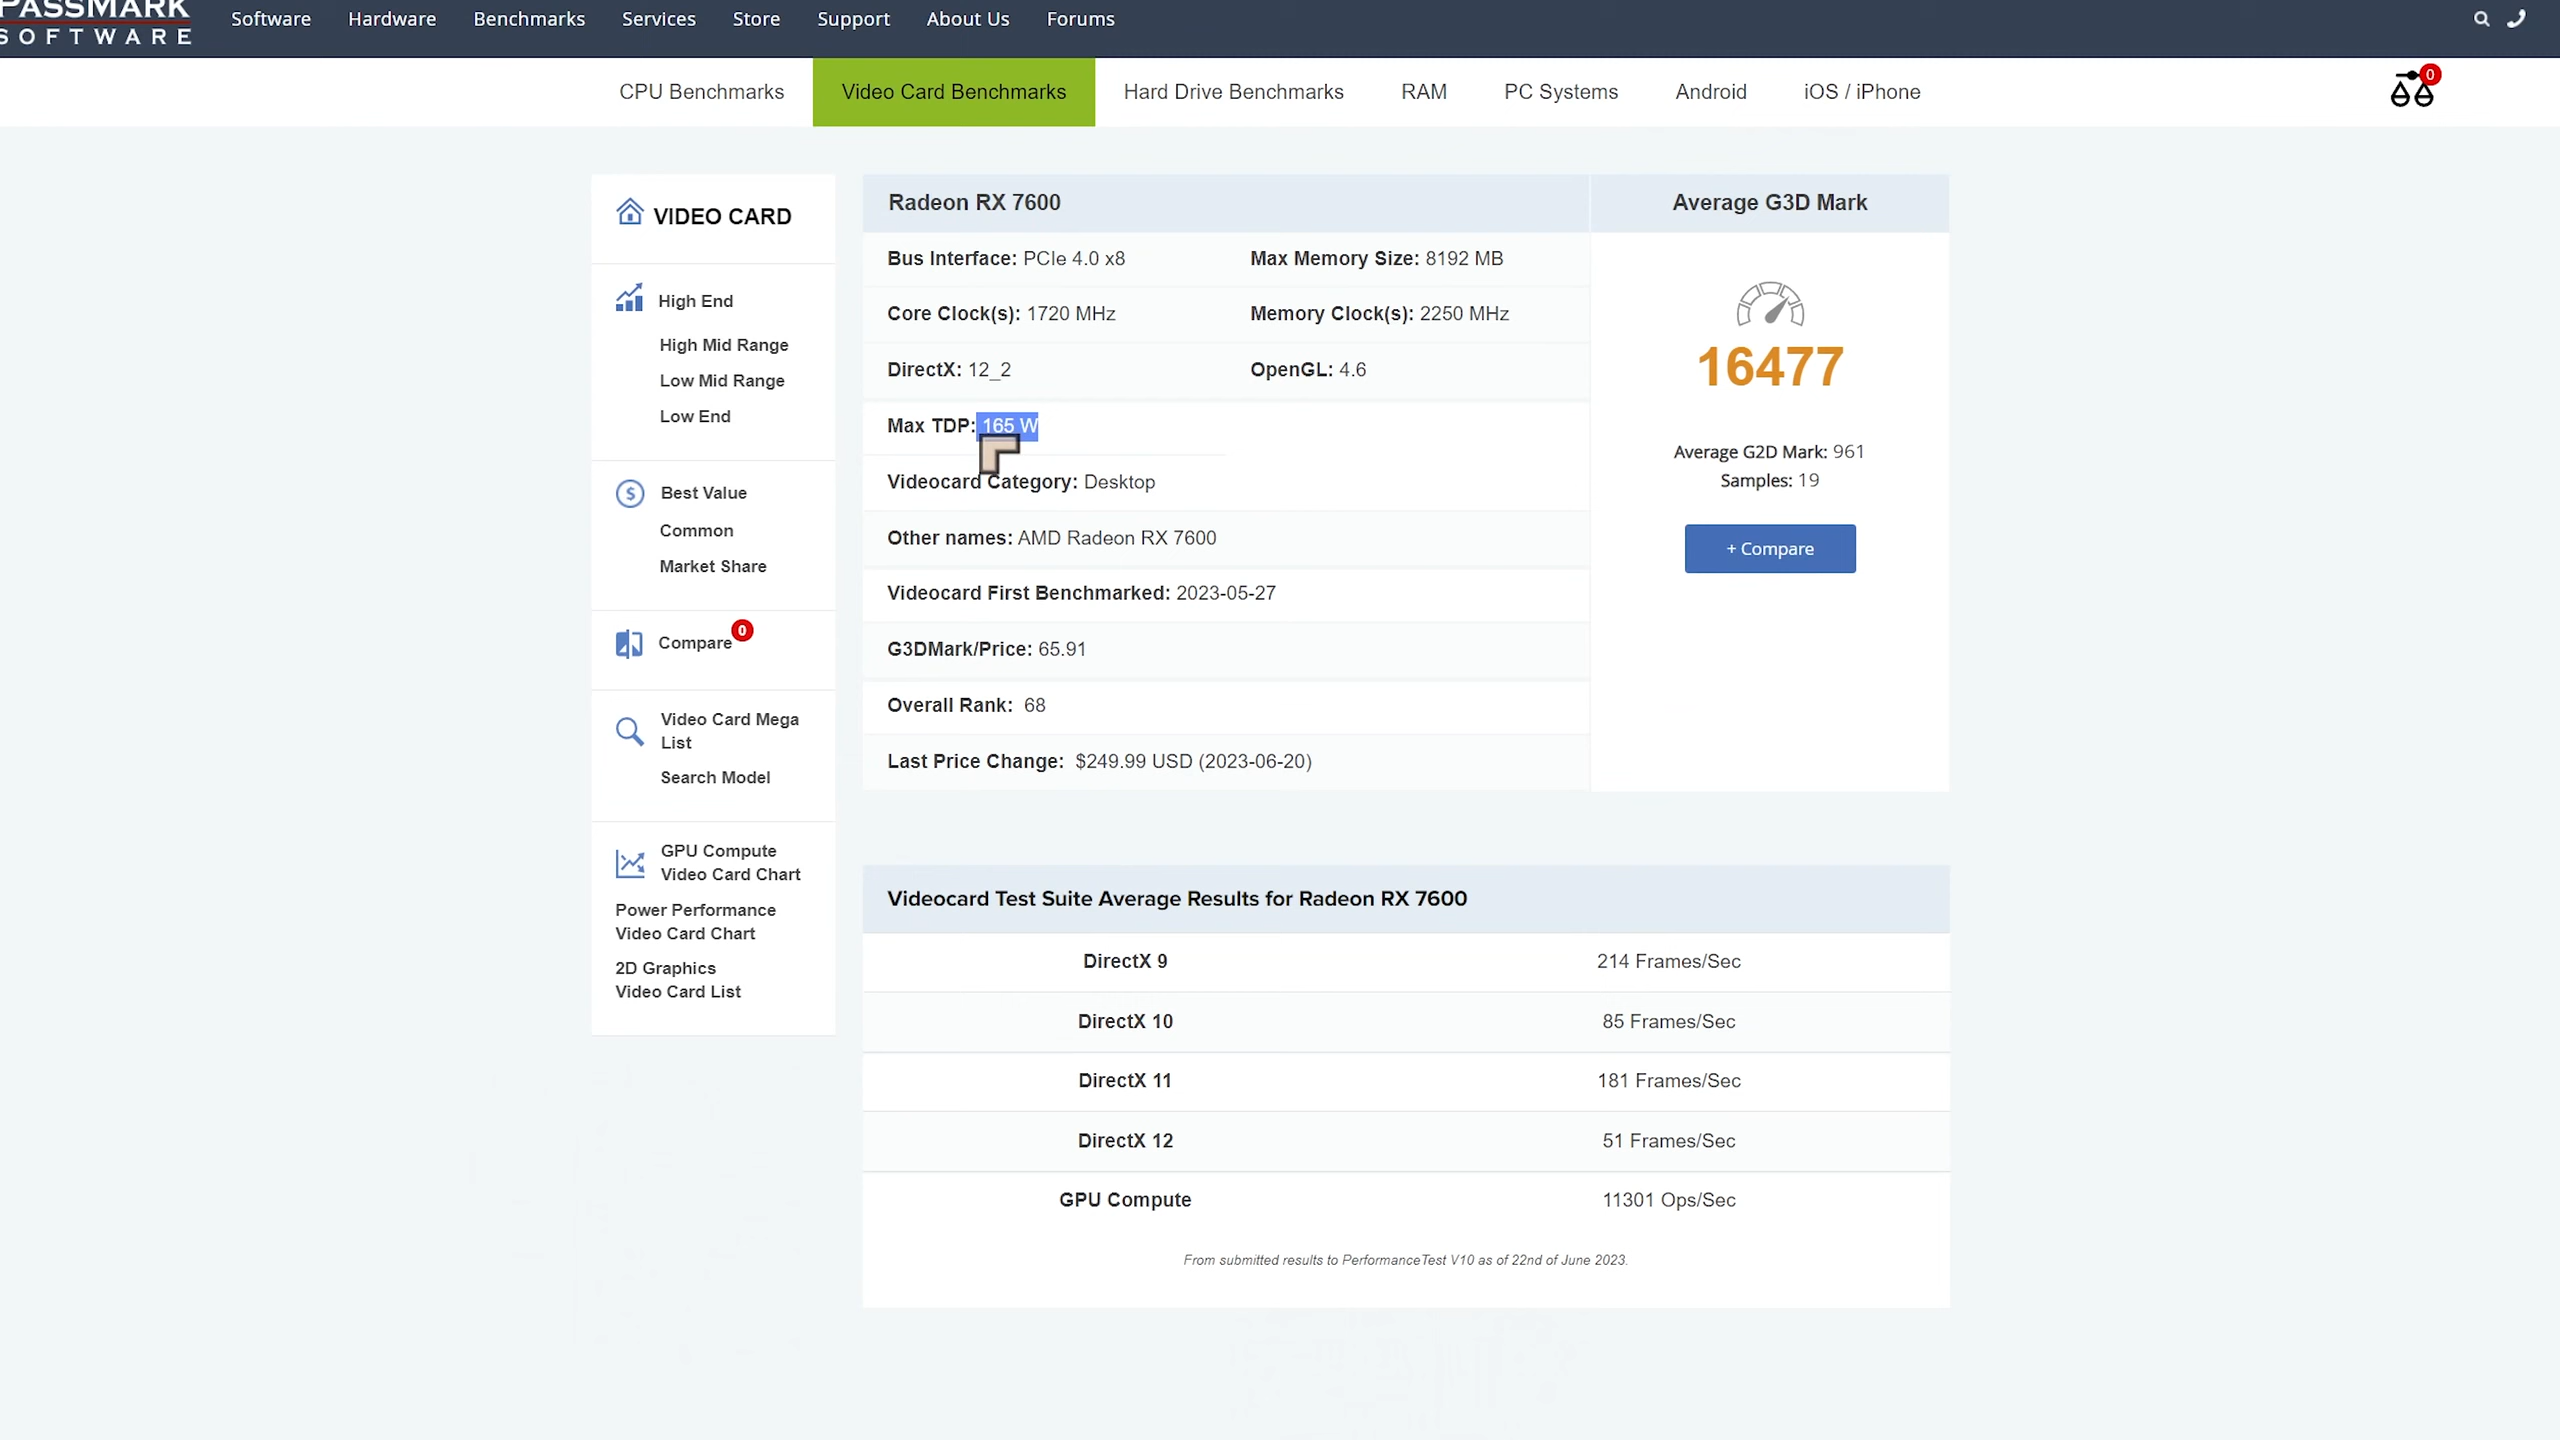 PASSMARK
SOFTWARE
Software Hardware Benchmarks Services Store Support About Us Forums
CPU Benchmarks Video Card Benchmarks Hard Drive Benchmarks RAM PC Systems Android iOS / iPhone
0
VIDEO CARD
High End
High Mid Range
Low Mid Range
Low End
Best Value
Common
Market Share
Compare 0
Video Card Mega
List
Search Model
GPU Compute
Video Card Chart
Power Performance
Video Card Chart
2D Graphics
Video Card List
Radeon RX 7600
Bus Interface: PCIe 4.0 x8 Max Memory Size: 8192 MB
Core Clock(s): 1720 MHz Memory Clock(s): 2250 MHz
DirectX: 12_2 OpenGL: 4.6
Max TDP: 165 W
Videocard Category: Desktop
Other names: AMD Radeon RX 7600
Videocard First Benchmarked: 2023-05-27
G3DMark/Price: 65.91
Overall Rank: 68
Last Price Change: $249.99 USD (2023-06-20)
Average G3D Mark
16477
Average G2D Mark: 961
Samples: 19
+ Compare
Videocard Test Suite Average Results for Radeon RX 7600
DirectX 9 214 Frames/Sec
DirectX 10 85 Frames/Sec
DirectX 11 181 Frames/Sec
DirectX 12 51 Frames/Sec
GPU Compute 11301 Ops/Sec
From submitted results to PerformanceTest V10 as of 22nd of June 2023.